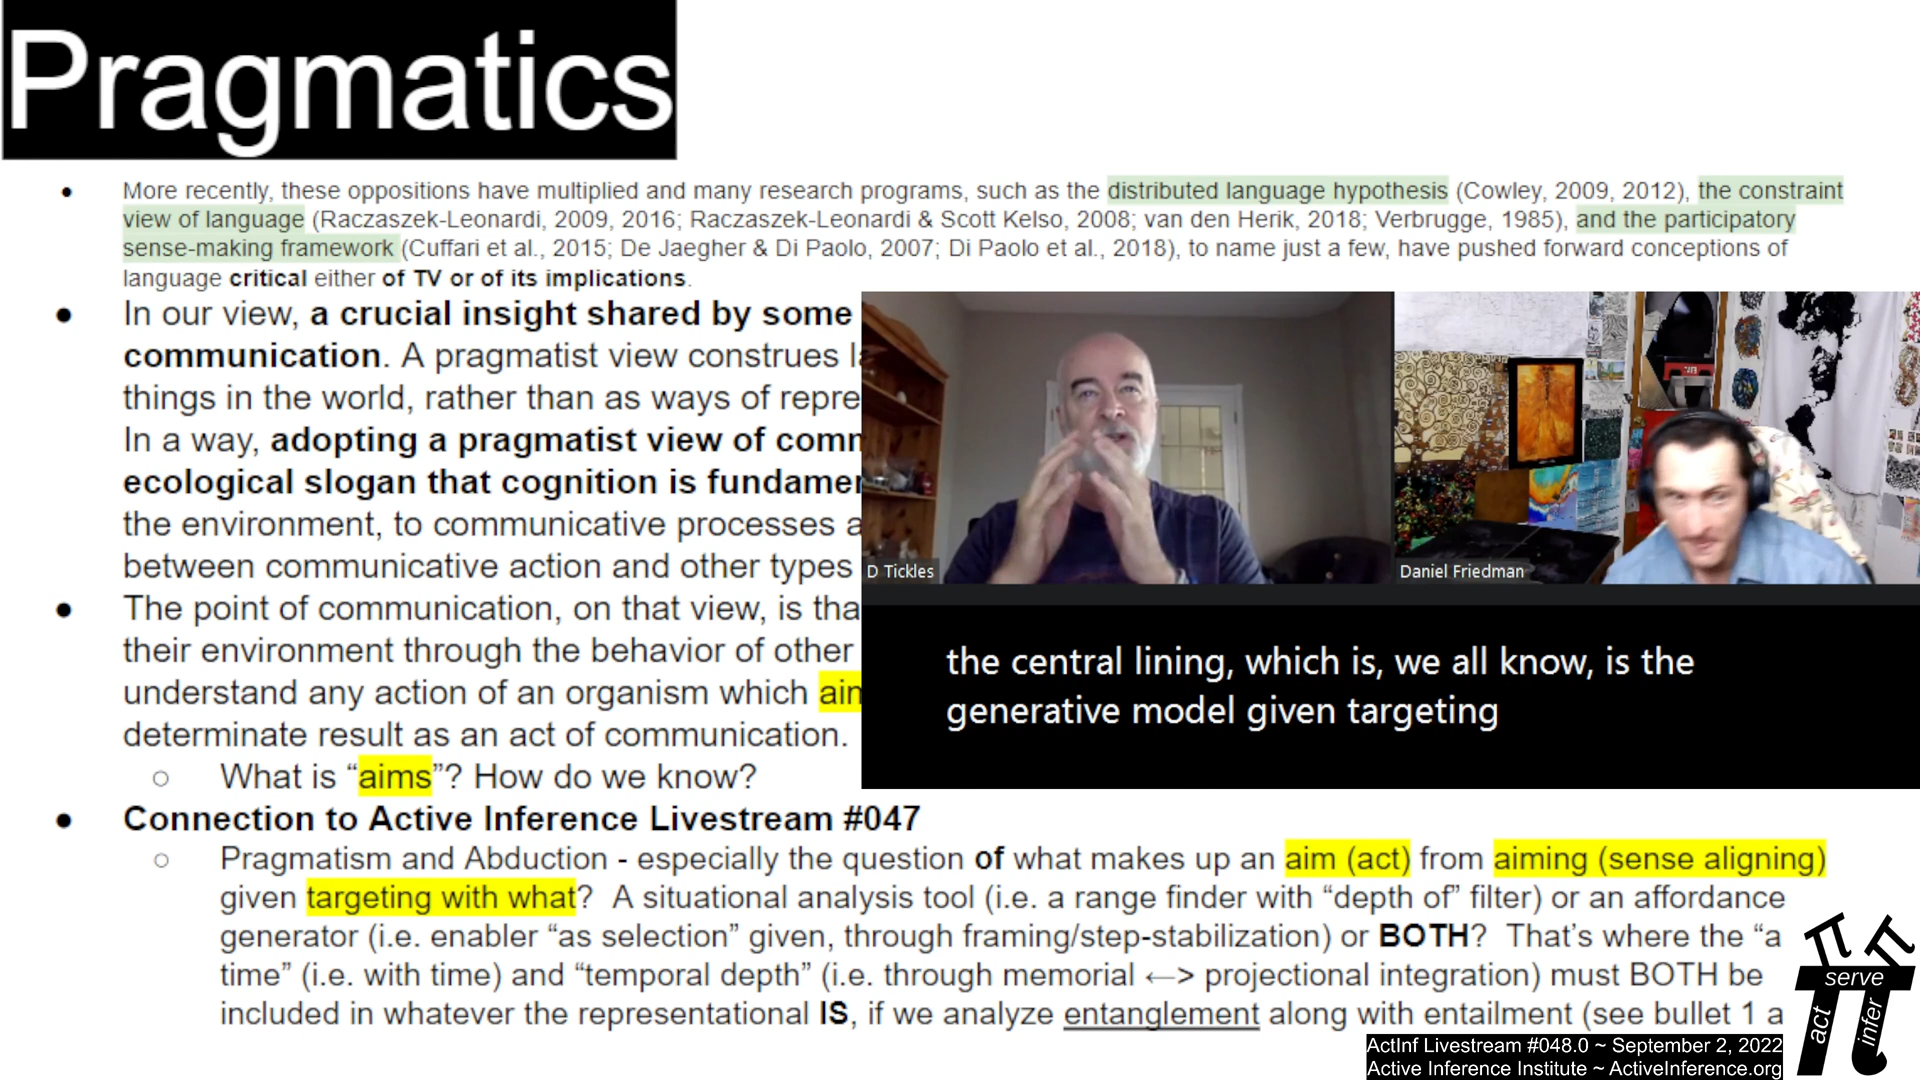 Pragmatics
● More recently, these oppositions have multiplied and many research programs, such as the distributed language hypothesis (Cowley, 2009, 2012), the constraint
view of language (Raczaszek-Leonardi, 2009, 2016; Raczaszek-Leonardi & Scott Kelso, 2008; van den Herik, 2018; Verbrugge, 1985), and the participatory
sense-making framework (Cuffari et al., 2015; De Jaegher & Di Paolo, 2007; Di Paolo et al., 2018), to name just a few, have pushed forward conceptions of
language critical either of TV or of its implications.
● In our view, a crucial insight shared by some
communication. A pragmatist view construes
things in the world, rather than as ways of repre
In a way, adopting a pragmatist view of comm
ecological slogan that cognition is fundamen
the environment, to communicative processes a
between communicative action and other types
● The point of communication, on that view, is tha
their environment through the behavior of other
understand any action of an organism which aim
determinate result as an act of communication.
○ What is “aims”? How do we know?
● Connection to Active Inference Livestream #047
○ Pragmatism and Abduction - especially the question of what makes up an aim (act) from aiming (sense aligning)
given targeting with what? A situational analysis tool (i.e. a range finder with “depth of” filter) or an affordance
generator (i.e. enabler “as selection” given, through framing/step-stabilization) or BOTH? That’s where the “a
time” (i.e. with time) and “temporal depth” (i.e. through memorial <—> projectional integration) must BOTH be
included in whatever the representational IS, if we analyze entanglement along with entailment (see bullet 1 a
D Tickles
Daniel Friedman
the central lining, which is, we all know, is the
generative model given targeting
serve
act
infer
ActInf Livestream #048.0 ~ September 2, 2022
Active Inference Institute ~ ActiveInference.org